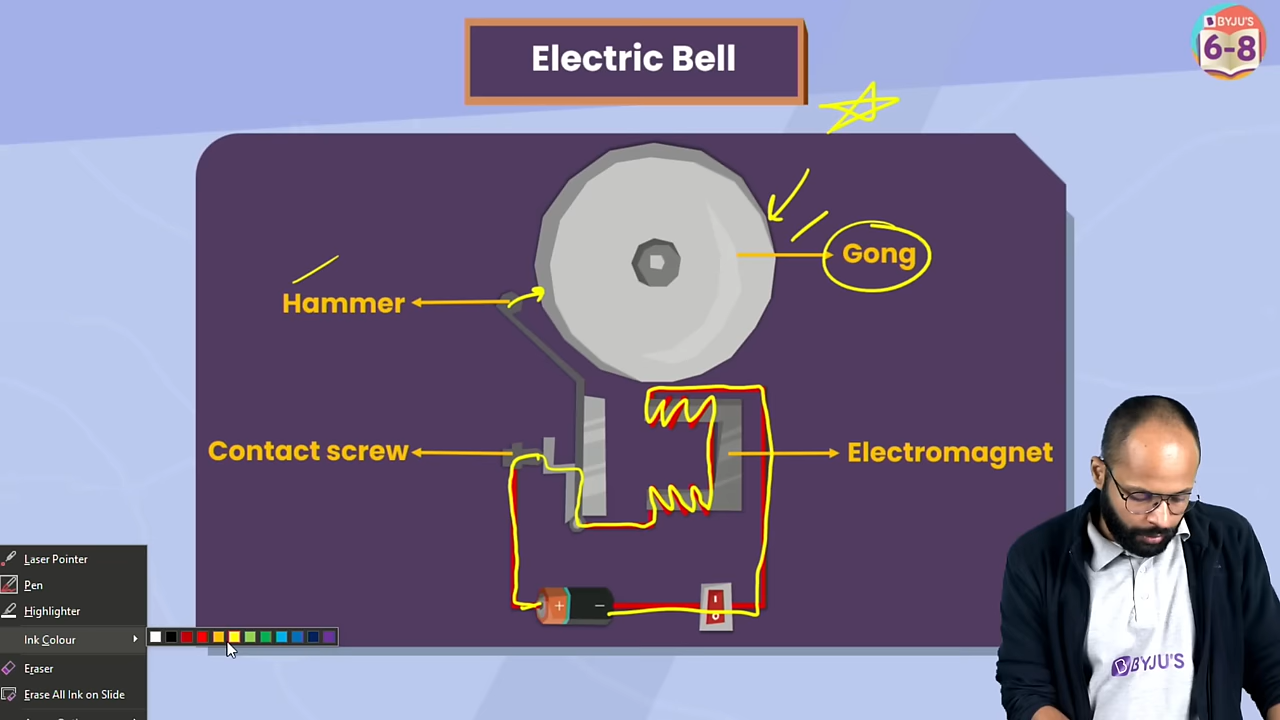 Electric Bell
BYJU'S
6-8
Gong
Hammer
Contact screw
Electromagnet
+
−
Laser Pointer
Pen
Highlighter
Ink Colour
Eraser
Erase All Ink on Slide
BYJU'S